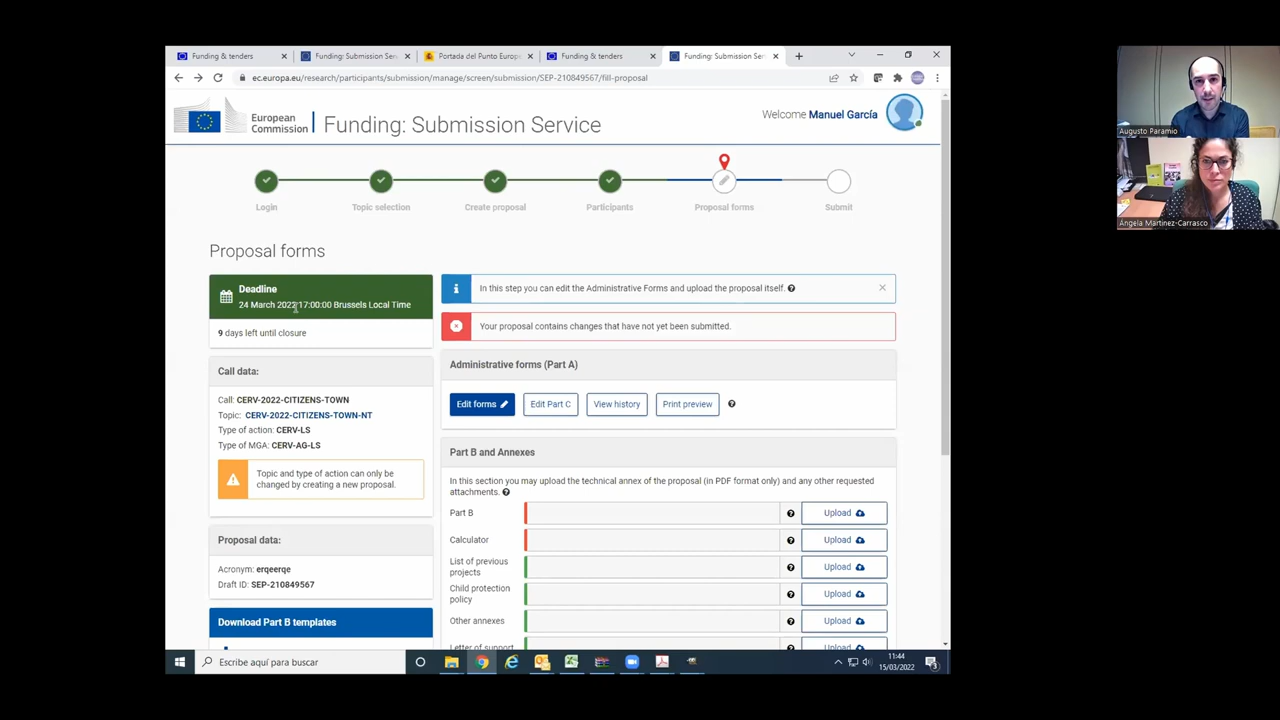 Funding & tenders
Funding: Submission Ser
Portada del Punto Europe
Funding & tenders
Funding: Submission Ser
ec.europa.eu/research/participants/submission/manage/screen/submission/SEP-210849567/fill-proposal
European
Commission
Funding: Submission Service
Welcome Manuel García
Login
Topic selection
Create proposal
Participants
Proposal forms
Submit
Proposal forms
Deadline
24 March 2022 17:00:00 Brussels Local Time
9 days left until closure
In this step you can edit the Administrative Forms and upload the proposal itself.
Your proposal contains changes that have not yet been submitted.
Call data:
Call: CERV-2022-CITIZENS-TOWN
Topic: CERV-2022-CITIZENS-TOWN-NT
Type of action: CERV-LS
Type of MGA: CERV-AG-LS
Topic and type of action can only be
changed by creating a new proposal.
Proposal data:
Acronym: erqeerqe
Draft ID: SEP-210849567
Download Part B templates
Administrative forms (Part A)
Edit forms
Edit Part C
View history
Print preview
Part B and Annexes
In this section you may upload the technical annex of the proposal (in PDF format only) and any other requested
attachments.
Part B
Upload
Calculator
Upload
List of previous
projects
Upload
Child protection
policy
Upload
Other annexes
Upload
Letter of support
Upload
Escribe aquí para buscar
11:44
15/03/2022
Augusto Paramio
Angela Martinez-Carrasco